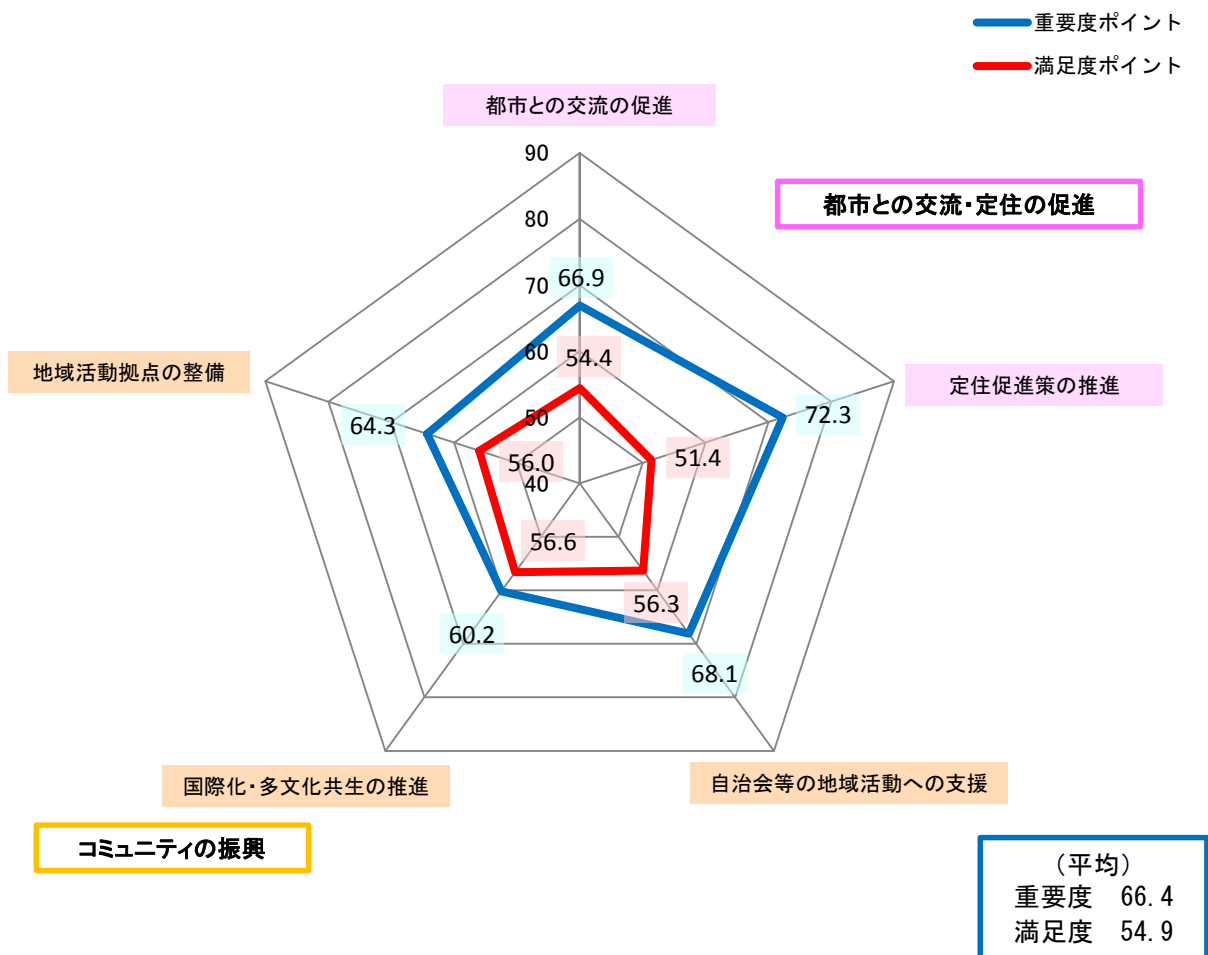 重要度ポイント
満足度ポイント
都市との交流の促進
90
都市との交流・定住の促進
80
70
66.9
60
54.4
地域活動拠点の整備
定住促進策の推進
64.3
72.3
50
56.0
51.4
40
56.6
56.3
60.2
68.1
国際化・多文化共生の推進
自治会等の地域活動への支援
コミュニティの振興
（平均）
重要度 66.4
満足度 54.9